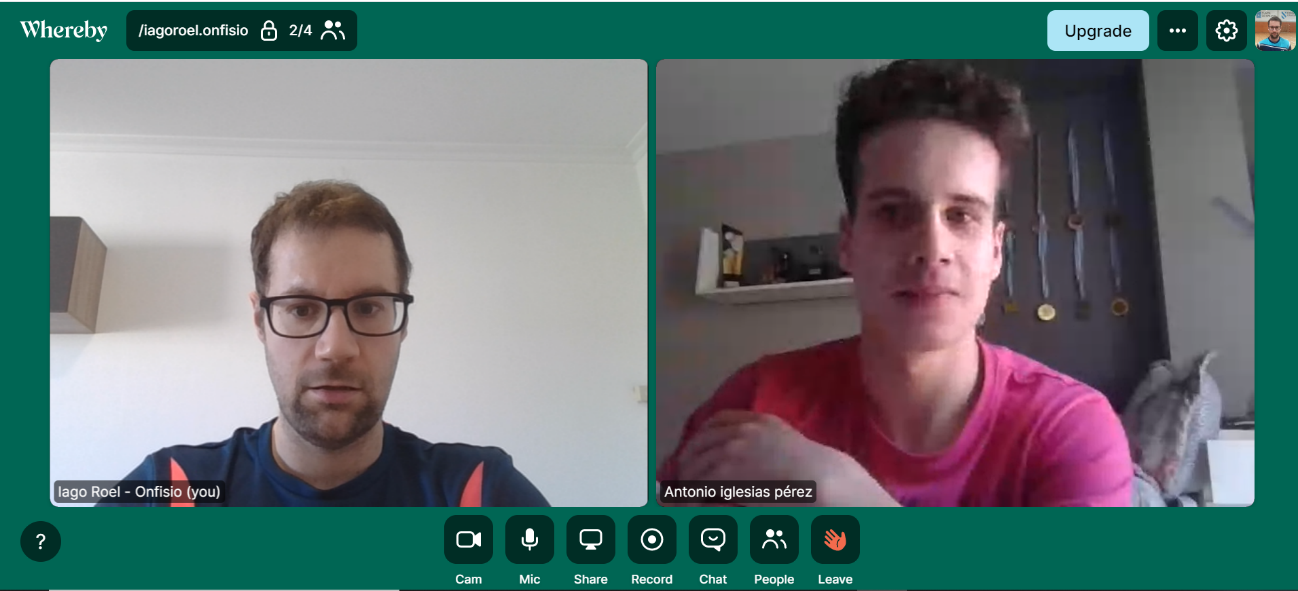 Whereby
/iagoroel.onfisio 2/4
Upgrade
Iago Roel - Onfisio (you)
Antonio iglesias pérez
?
Cam Mic Share Record Chat People Leave